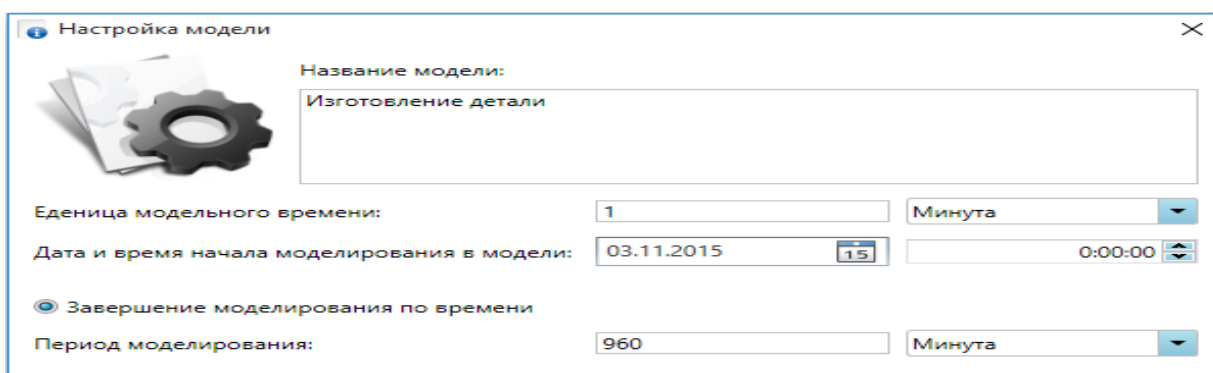 Настройка модели
Название модели:
Изготовление детали
Еденица модельного времени: 1 Минута
Дата и время начала моделирования в модели: 03.11.2015 15 0:00:00
Завершение моделирования по времени
Период моделирования: 960 Минута